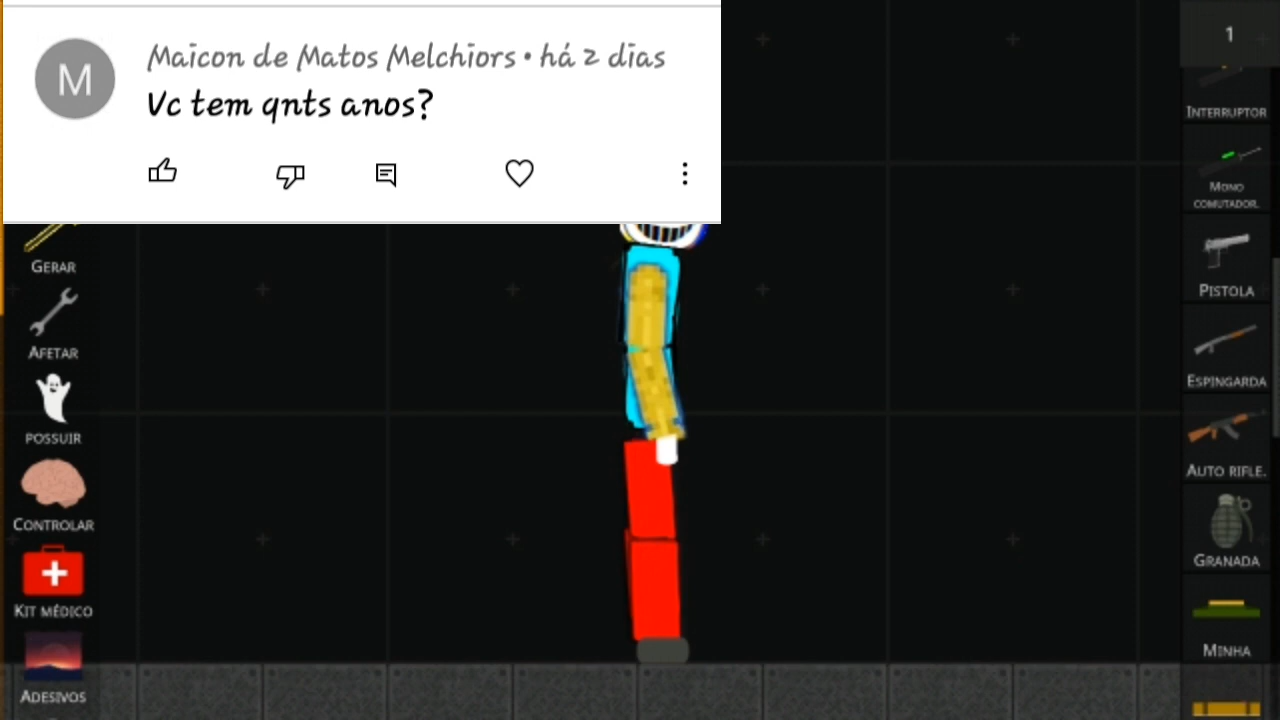 M
Maicon de Matos Melchiors • há 2 dias
Vc tem qnts anos?
GERAR
AFETAR
POSSUIR
CONTROLAR
KIT MÉDICO
ADESIVOS
1
INTERRUPTOR
MONO
COMUTADOR.
PISTOLA
ESPINGARDA
AUTO RIFLE.
GRANADA
MINHA